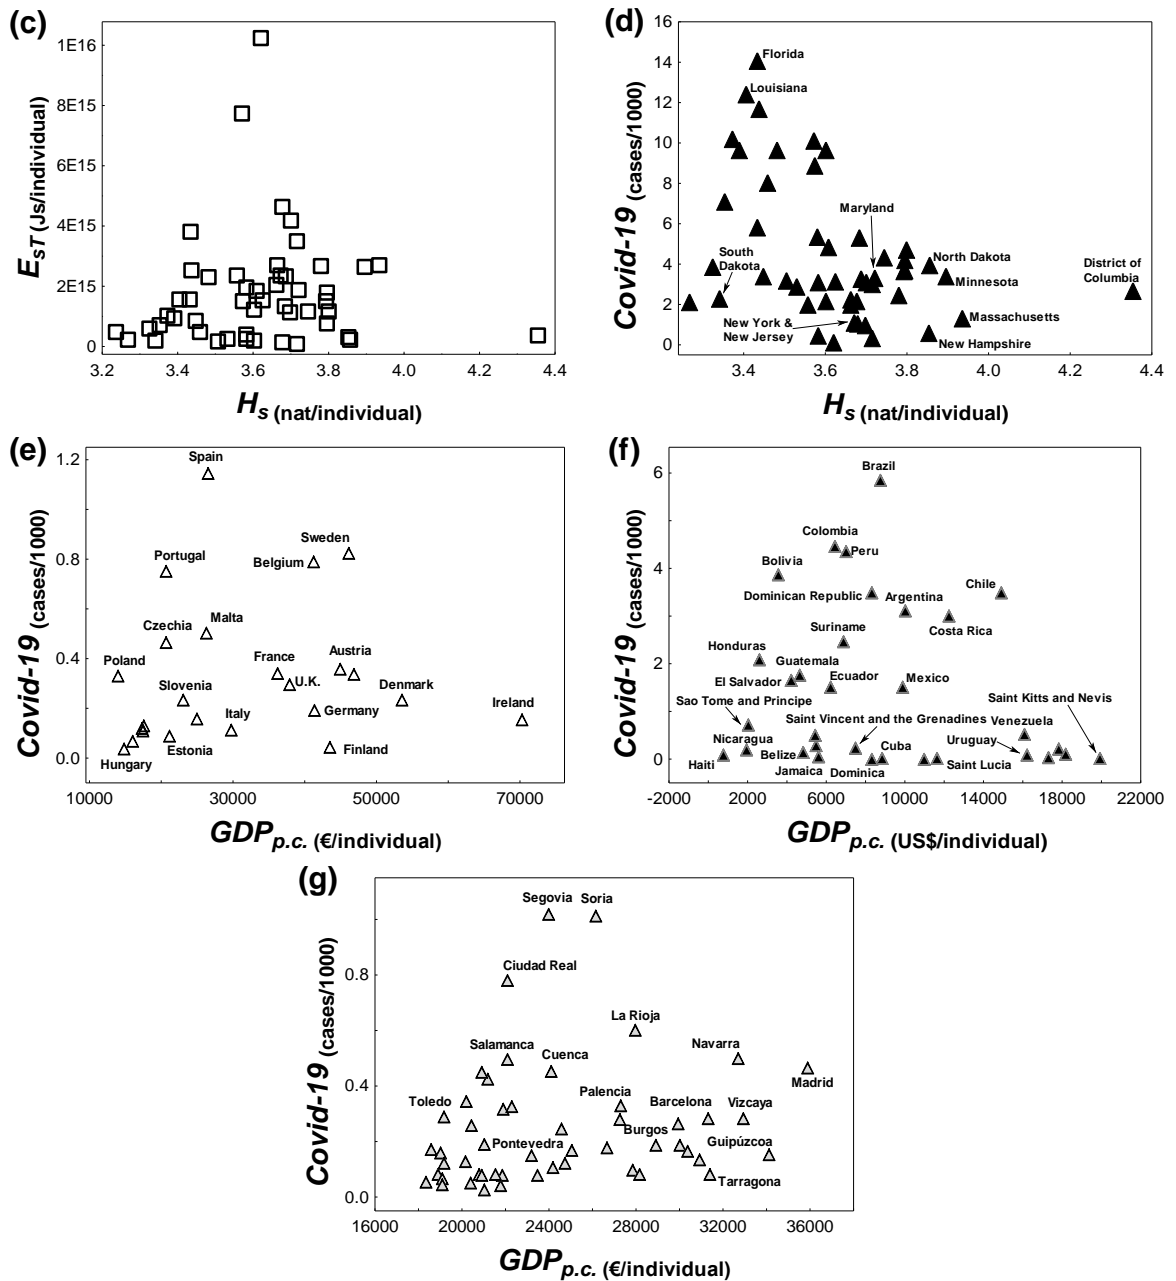 (c)
1E16
8E15
6E15
4E15
2E15
0
3.2 3.4 3.6 3.8 4.0 4.2 4.4
E_sT (Js/individual)
H_s (nat/individual)
(d)
16
14
12
10
8
6
4
2
0
3.4 3.6 3.8 4.0 4.2 4.4
Covid-19 (cases/1000)
H_s (nat/individual)
Florida
Louisiana
Maryland
South
Dakota
North Dakota
Minnesota
District of
Columbia
New York &
New Jersey
Massachusetts
New Hampshire
(e)
1.2
0.8
0.4
0.0
10000 30000 50000 70000
Covid-19 (cases/1000)
GDP_p.c. (€/individual)
Spain
Sweden
Belgium
Portugal
Malta
Czechia
France
Austria
Poland
U.K.
Slovenia
Denmark
Ireland
Italy
Germany
Estonia
Finland
Hungary
(f)
6
4
2
0
-2000 2000 6000 10000 14000 18000 22000
Covid-19 (cases/1000)
GDP_p.c. (US$/individual)
Brazil
Colombia
Peru
Bolivia
Chile
Dominican Republic
Argentina
Costa Rica
Suriname
Honduras
Guatemala
El Salvador
Ecuador
Mexico
Sao Tome and Principe
Saint Kitts and Nevis
Saint Vincent and the Grenadines
Venezuela
Nicaragua
Belize
Cuba
Uruguay
Haiti
Jamaica
Dominica
Saint Lucia
(g)
0.8
0.4
0.0
16000 20000 24000 28000 32000 36000
Covid-19 (cases/1000)
GDP_p.c. (€/individual)
Segovia
Soria
Ciudad Real
La Rioja
Salamanca
Cuenca
Navarra
Madrid
Toledo
Palencia
Barcelona
Vizcaya
Burgos
Pontevedra
Guipúzcoa
Tarragona